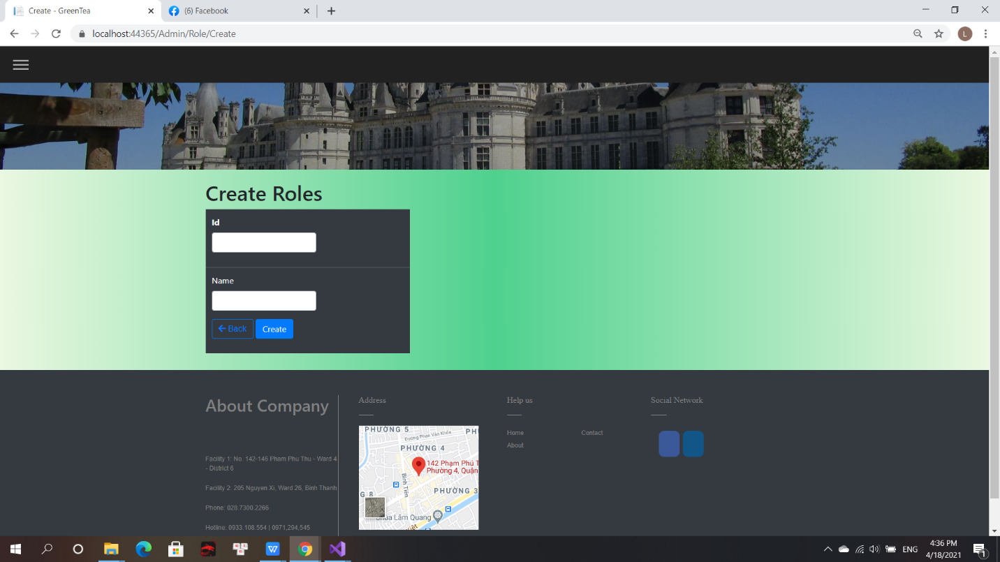 Create - GreenTea
(6) Facebook
localhost:44365/Admin/Role/Create
L
Create Roles
Id
Name
Back
Create
About Company
Facility 1: No. 142-146 Pham Phu Thu - Ward 4
- District 6
Facility 2: 205 Nguyen Xi, Ward 26, Binh Thanh
Phone: 028.7300.2266
Hotline: 0933.108.554 | 0971,294,545
Address
PHƯỜNG 5
Đường Phan Văn Khỏe
PHƯỜNG 4
142 Phạm Phú T
Phường 4, Quận
Bình Tiên
PHƯỜNG 3
G 8
Chùa Lâm Quang
Kiệt
Help us
Home
Contact
About
Social Network
W
ENG
4:36 PM
4/18/2021
1